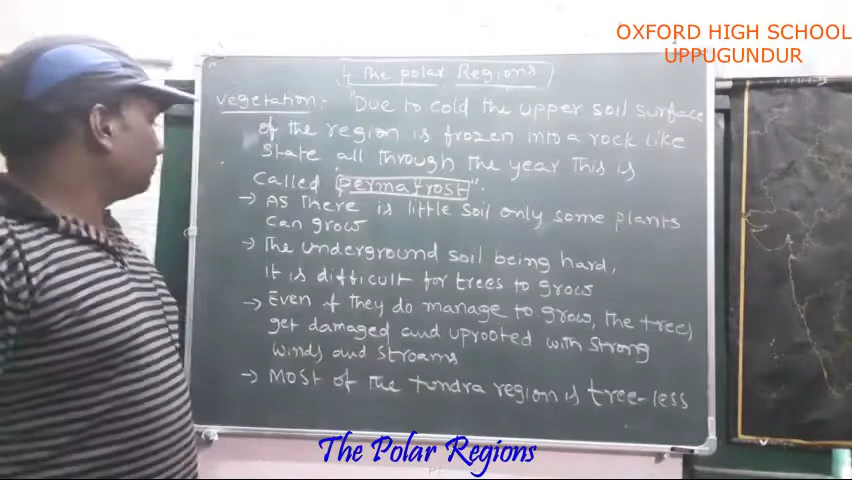 OXFORD HIGH SCHOOL
UPPUGUNDUR
4 The polar Regions
vegetation:- "Due to cold the upper soil surface
of the region is frozen into a rock like
state all through the year This is
called "permafrost".
→ As there is little soil only some plants
can grow
→ The underground soil being hard,
it is difficult for trees to grow
→ Even if they do manage to grow, the trees
get damaged and uprooted with strong
winds and stroams
→ Most of the tundra region is tree-less
The Polar Regions